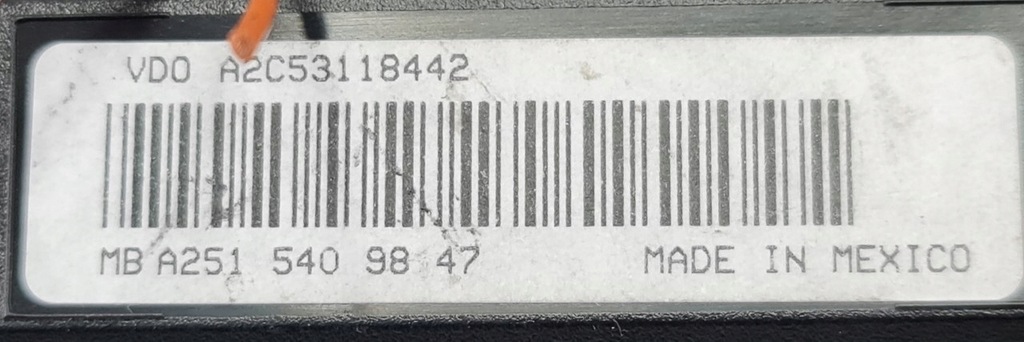 VDO A2C53118442
MB A251 540 98 47 MADE IN MEXICO